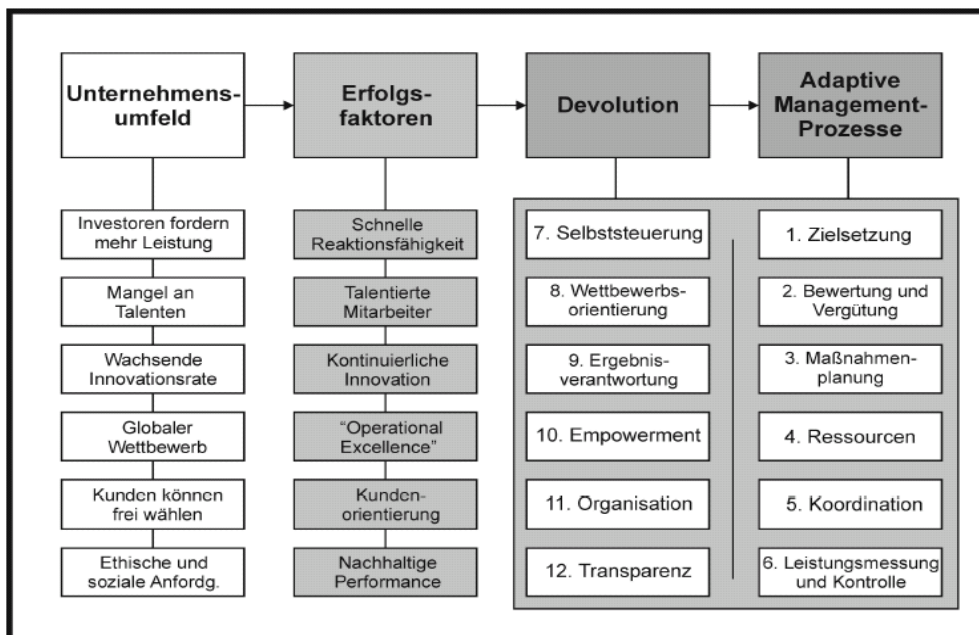 Unternehmens-
umfeld
Erfolgs-
faktoren
Devolution
Adaptive
Management-
Prozesse
Investoren fordern
mehr Leistung
Mangel an
Talenten
Wachsende
Innovationsrate
Globaler
Wettbewerb
Kunden können
frei wählen
Ethische und
soziale Anfordg.
Schnelle
Reaktionsfähigkeit
Talentierte
Mitarbeiter
Kontinuierliche
Innovation
“Operational
Excellence”
Kunden-
orientierung
Nachhaltige
Performance
7. Selbststeuerung
8. Wettbewerbs-
orientierung
9. Ergebnis-
verantwortung
10. Empowerment
11. Organisation
12. Transparenz
1. Zielsetzung
2. Bewertung und
Vergütung
3. Maßnahmen-
planung
4. Ressourcen
5. Koordination
6. Leistungsmessung
und Kontrolle